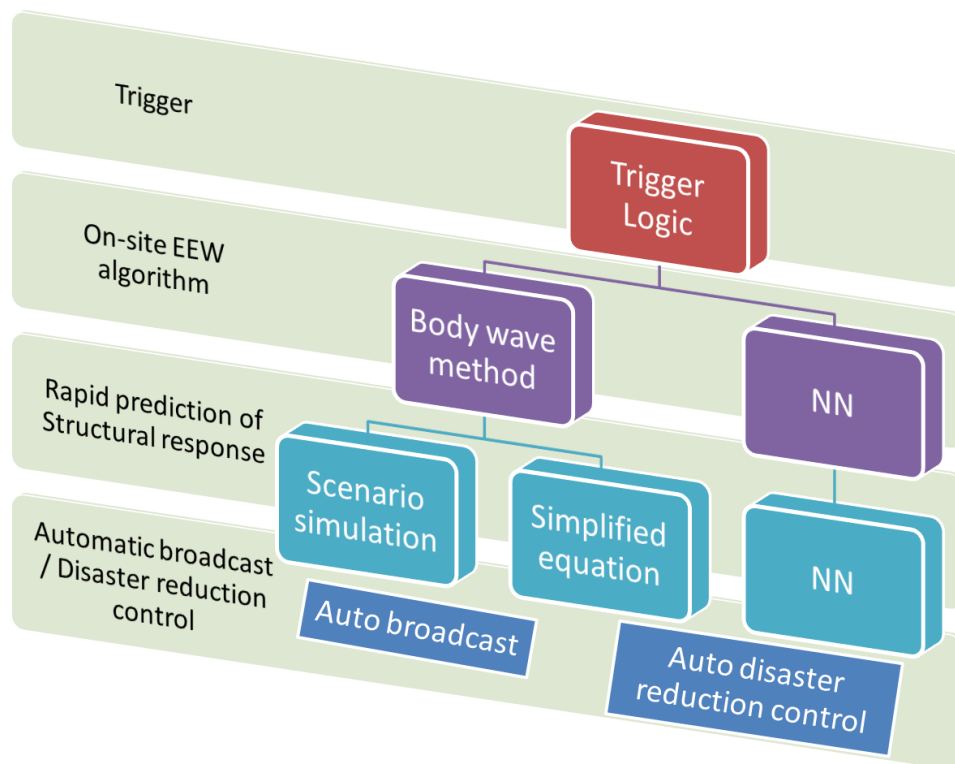 Trigger
Trigger
Logic
On-site EEW
algorithm
Body wave
method
NN
Rapid prediction of
Structural response
Scenario
simulation
Simplified
equation
NN
Automatic broadcast
/ Disaster reduction
control
Auto broadcast
Auto disaster
reduction control